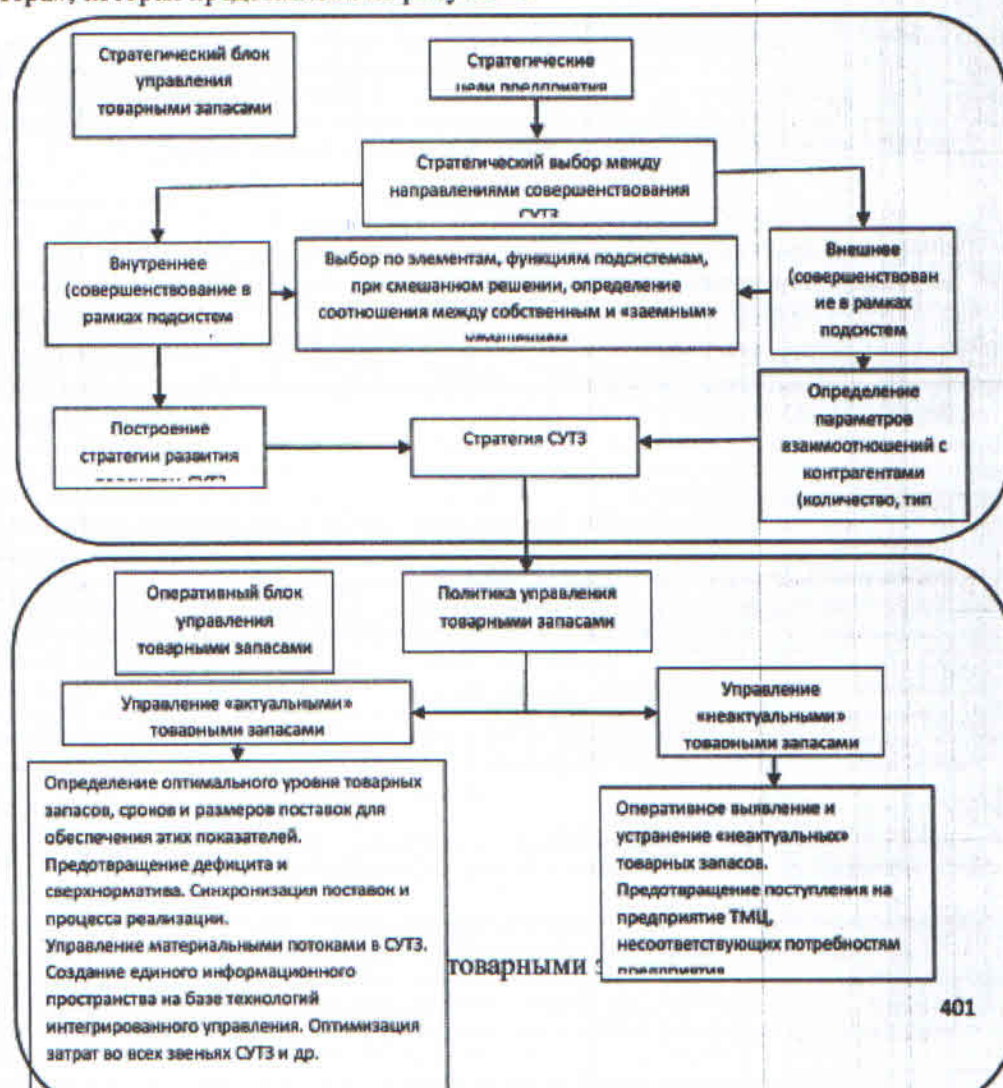 Стратегический блок
управления
товарными запасами
Стратегические
цели предприятия
Стратегический выбор между
направлениями совершенствования
СУТЗ
Внутреннее
(совершенствование в
рамках подсистем
Выбор по элементам, функциям подсистемам,
при смешанном решении, определение
соотношения между собственным и «заемным»
Внешнее
(совершенствован
ие в рамках
подсистем
Построение
стратегии развития
СУТЗ
Стратегия СУТЗ
Определение
параметров
взаимоотношений с
контрагентами
(количество, тип
Оперативный блок
управления
товарными запасами
Политика управления
товарными запасами
Управление «актуальными»
товарными запасами
Управление
«неактуальными»
товарными запасами
Определение оптимального уровня товарных
запасов, сроков и размеров поставок для
обеспечения этих показателей.
Предотвращение дефицита и
сверхнорматива. Синхронизация поставок и
процесса реализации.
Управление материальными потоками в СУТЗ.
Создание единого информационного
пространства на базе технологий
интегрированного управления. Оптимизация
затрат во всех звеньях СУТЗ и др.
Оперативное выявление и
устранение «неактуальных»
товарных запасов.
Предотвращение поступления на
предприятие ТМЦ,
несоответствующих потребностям
предприятия
товарными з
401